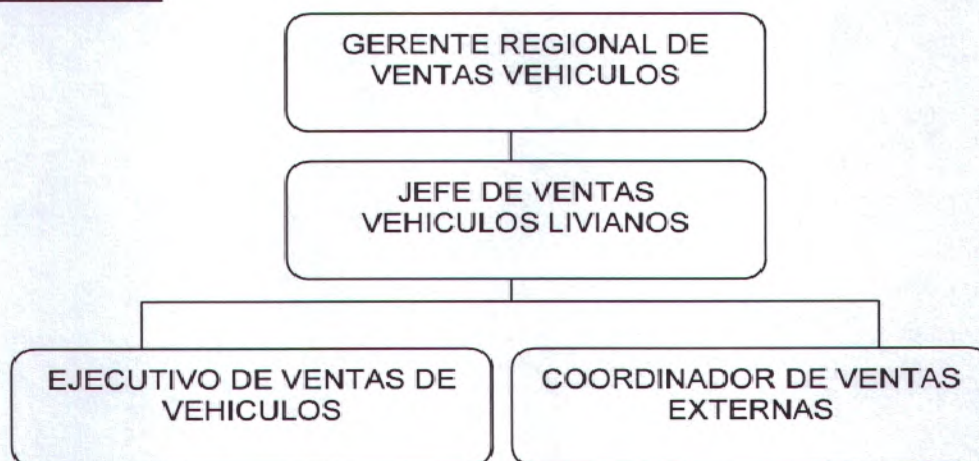 GERENTE REGIONAL DE
VENTAS VEHICULOS
JEFE DE VENTAS
VEHICULOS LIVIANOS
EJECUTIVO DE VENTAS DE
VEHICULOS
COORDINADOR DE VENTAS
EXTERNAS